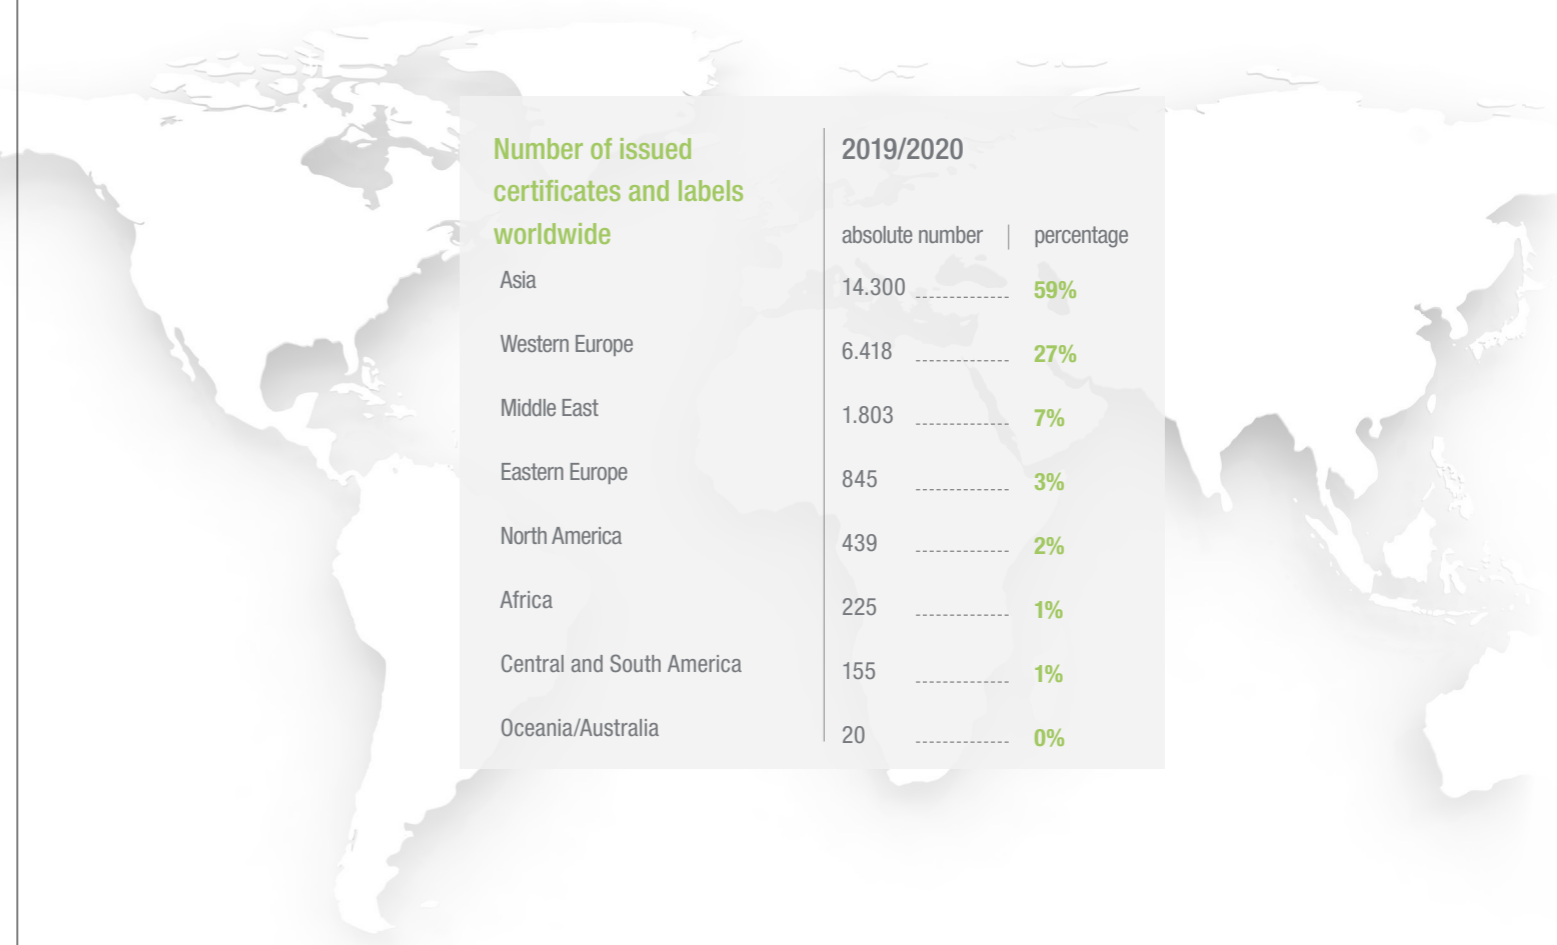 Number of issued
certificates and labels
worldwide
2019/2020
absolute number | percentage
Asia 14.300 59%
Western Europe 6.418 27%
Middle East 1.803 7%
Eastern Europe 845 3%
North America 439 2%
Africa 225 1%
Central and South America 155 1%
Oceania/Australia 20 0%